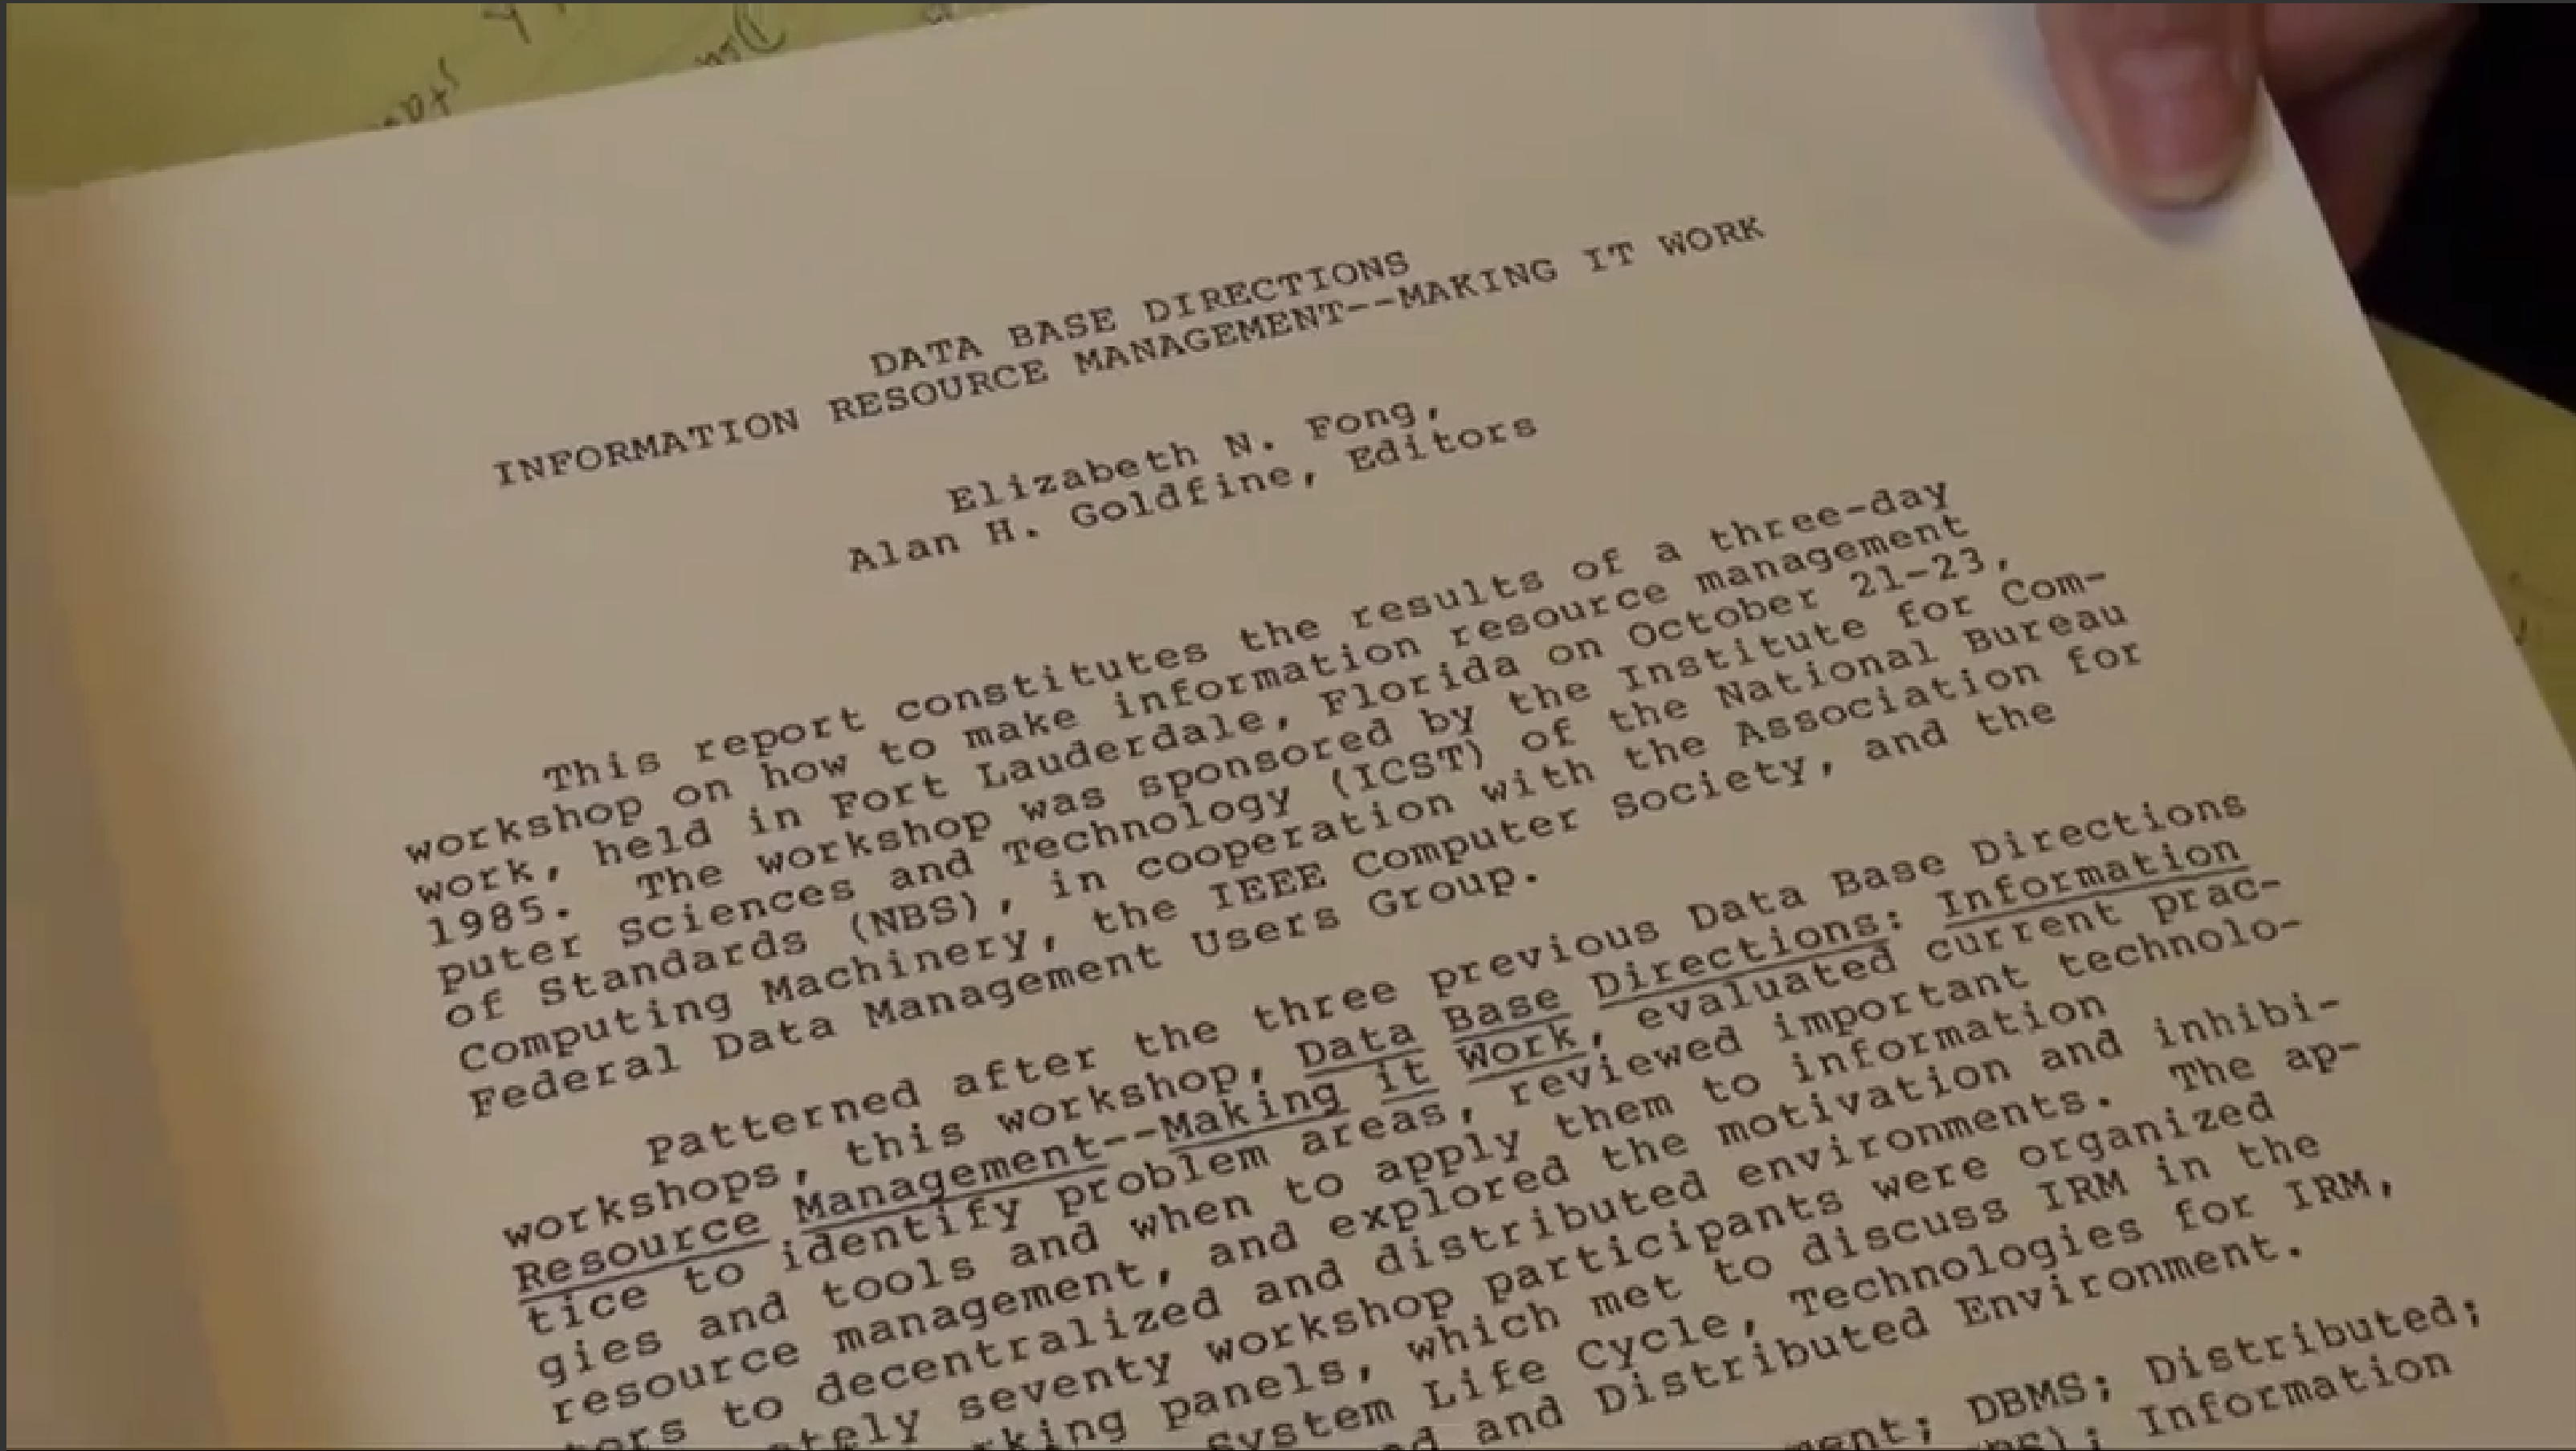 DATA BASE DIRECTIONS
INFORMATION RESOURCE MANAGEMENT--MAKING IT WORK
Elizabeth N. Fong,
Alan H. Goldfine, Editors
This report constitutes the results of a three-day
workshop on how to make information resource management
work, held in Fort Lauderdale, Florida on October 21-23,
1985. The workshop was sponsored by the Institute for Com-
puter Sciences and Technology (ICST) of the National Bureau
of Standards (NBS), in cooperation with the Association for
Computing Machinery, the IEEE Computer Society, and the
Federal Data Management Users Group.
Patterned after the three previous Data Base Directions
workshops, this workshop, Data Base Directions: Information
Resource Management--Making it Work, evaluated current prac-
tice to identify problem areas, reviewed important technolo-
gies and tools and when to apply them to information
resource management, and explored the motivation and inhibi-
tors to decentralized and distributed environments. The ap-
seventy workshop participants were organized
panels, which met to discuss IRM in the
System Life Cycle, Technologies for IRM,
and Distributed Environment.
DBMS; Distributed;
Information